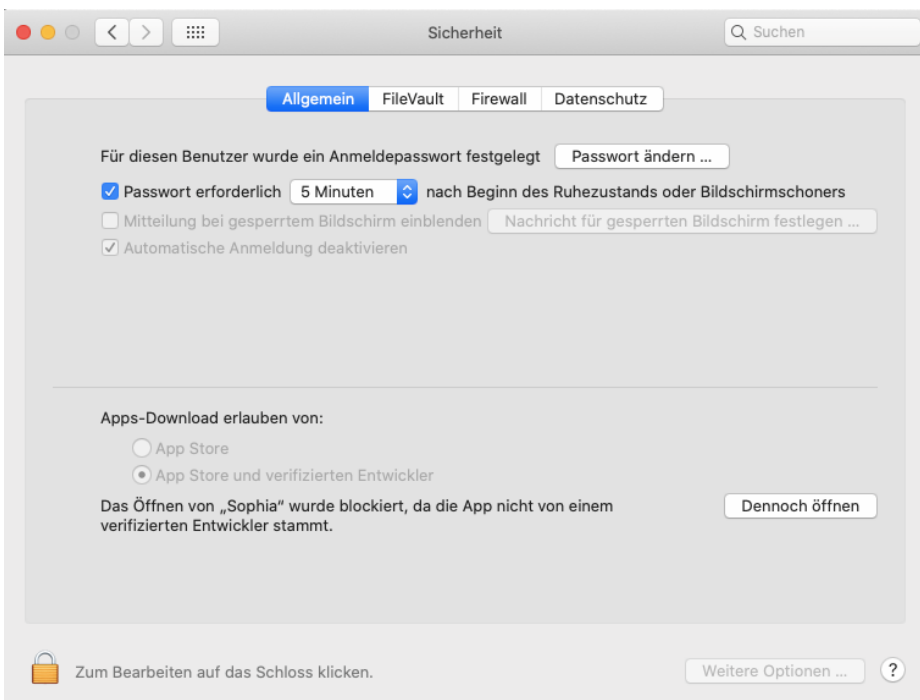 Sicherheit
Suchen
Allgemein FileVault Firewall Datenschutz
Für diesen Benutzer wurde ein Anmeldepasswort festgelegt Passwort ändern ...
Passwort erforderlich 5 Minuten nach Beginn des Ruhezustands oder Bildschirmschoners
Mitteilung bei gesperrtem Bildschirm einblenden Nachricht für gesperrten Bildschirm festlegen ...
Automatische Anmeldung deaktivieren
Apps-Download erlauben von:
App Store
App Store und verifizierten Entwickler
Das Öffnen von „Sophia“ wurde blockiert, da die App nicht von einem
verifizierten Entwickler stammt.
Dennoch öffnen
Zum Bearbeiten auf das Schloss klicken.
Weitere Optionen ... ?